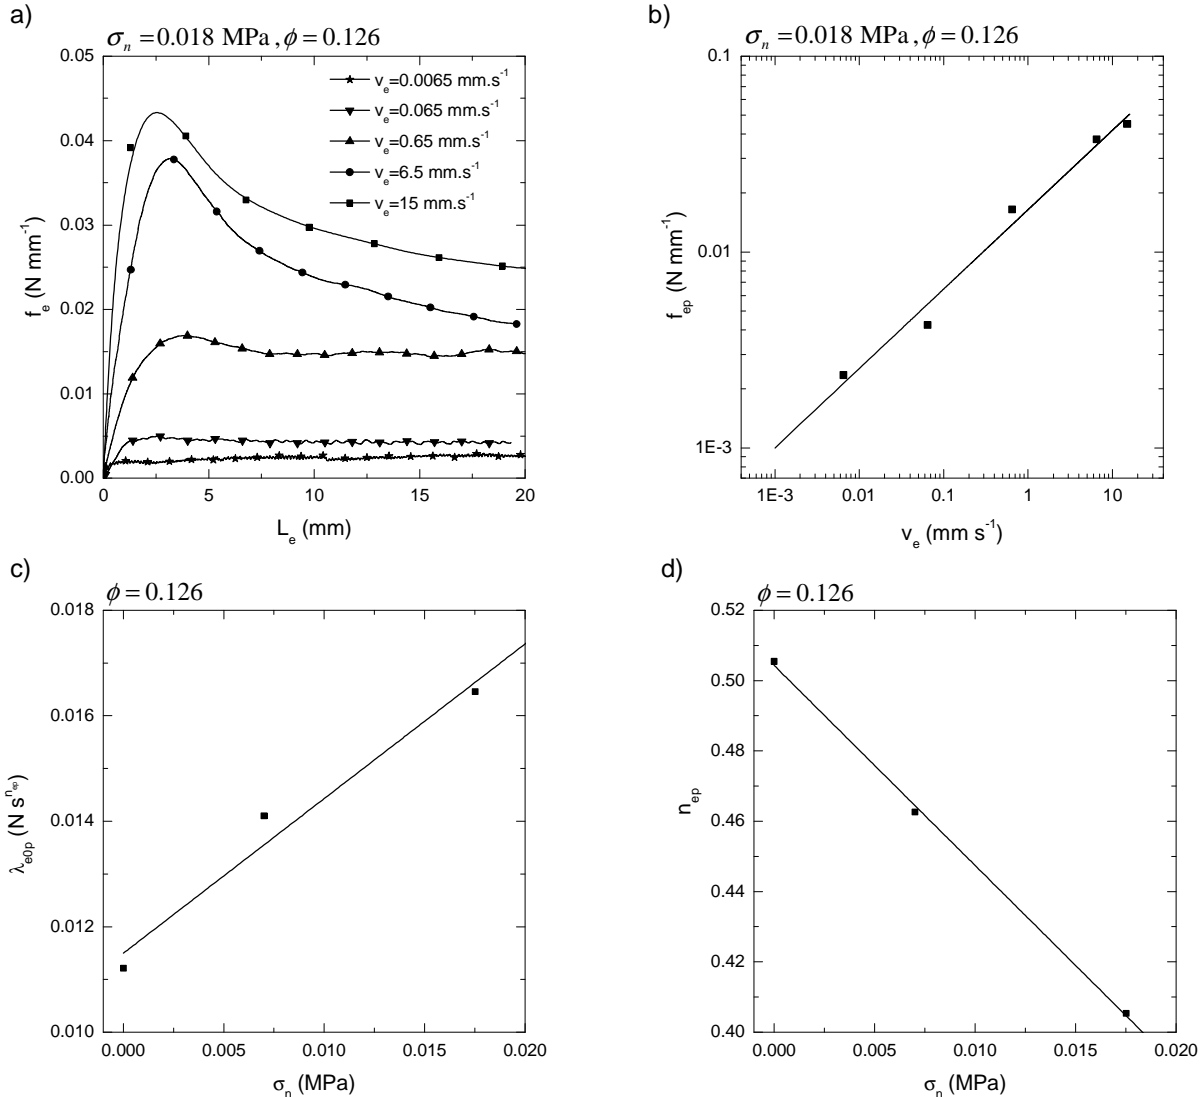 a)
σn = 0.018 MPa , ϕ = 0.126
0.05
0.04
0.03
0.02
0.01
0.00
fe (N mm-1)
ve=0.0065 mm.s-1
ve=0.065 mm.s-1
ve=0.65 mm.s-1
ve=6.5 mm.s-1
ve=15 mm.s-1
0 5 10 15 20
Le (mm)
b)
σn = 0.018 MPa , ϕ = 0.126
0.1
0.01
1E-3
fep (N mm-1)
1E-3 0.01 0.1 1 10
ve (mm s-1)
c)
ϕ = 0.126
0.018
0.016
0.014
0.012
0.010
λe0p (N snep)
0.000 0.005 0.010 0.015 0.020
σn (MPa)
d)
ϕ = 0.126
0.52
0.50
0.48
0.46
0.44
0.42
0.40
nep
0.000 0.005 0.010 0.015 0.020
σn (MPa)